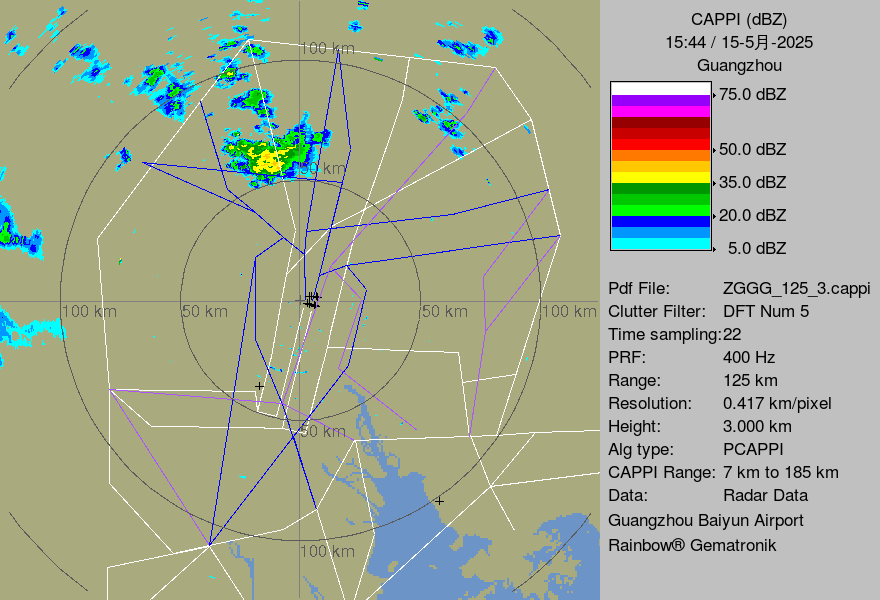 CAPPI (dBZ)
15:44 / 15-5月-2025
Guangzhou
75.0 dBZ
50.0 dBZ
35.0 dBZ
20.0 dBZ
5.0 dBZ
Pdf File: ZGGG_125_3.cappi
Clutter Filter: DFT Num 5
Time sampling:22
PRF: 400 Hz
Range: 125 km
Resolution: 0.417 km/pixel
Height: 3.000 km
Alg type: PCAPPI
CAPPI Range: 7 km to 185 km
Data: Radar Data
Guangzhou Baiyun Airport
Rainbow® Gematronik
100 km
50 km
100 km
50 km
50 km
100 km
50 km
100 km